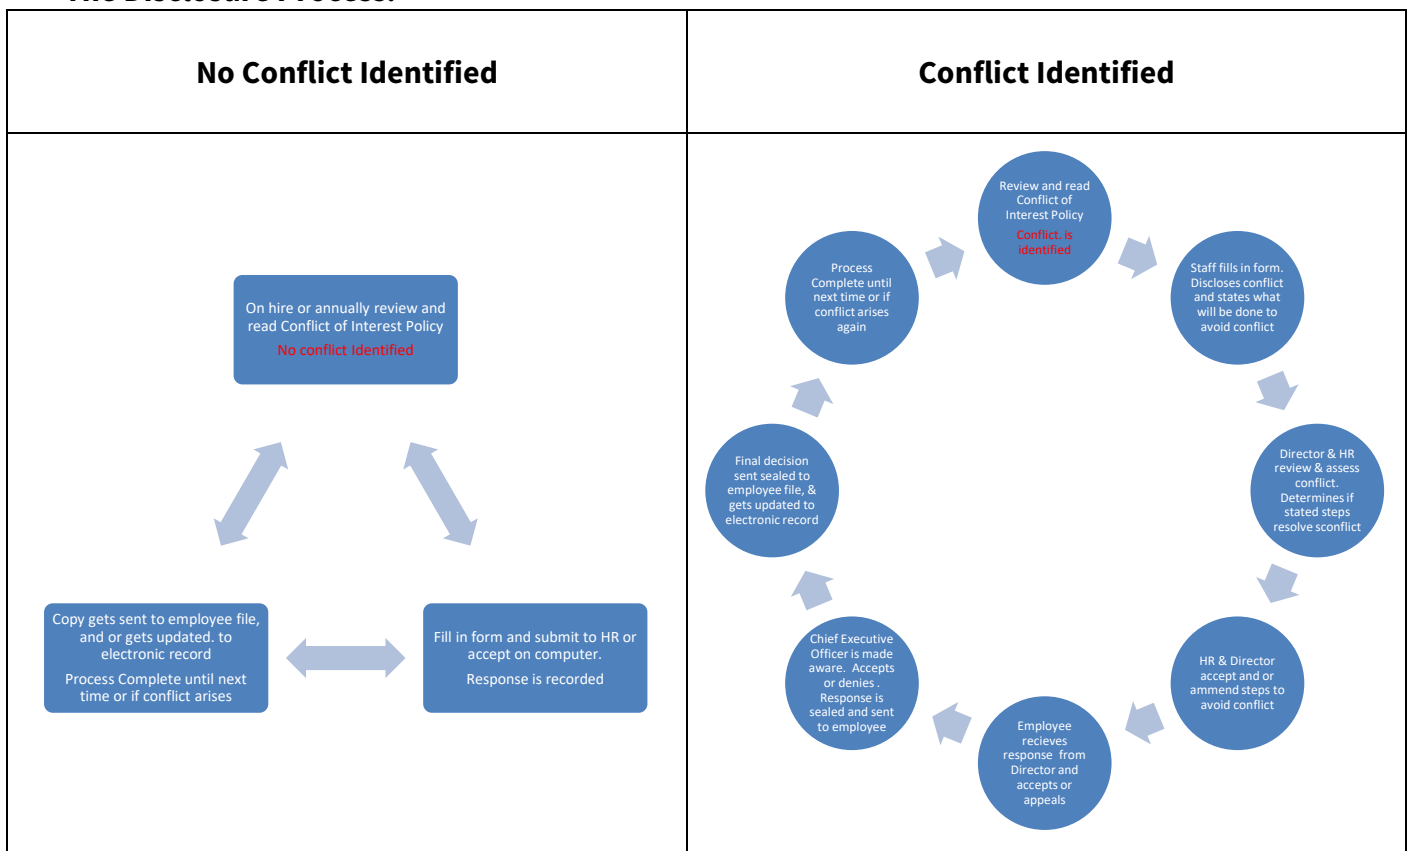 The Disclosure Process:
No Conflict Identified
Conflict Identified
On hire or annually review and
read Conflict of Interest Policy
No conflict Identified
Copy gets sent to employee file,
and or gets updated. to
electronic record
Process Complete until next
time or if conflict arises
Fill in form and submit to HR or
accept on computer.
Response is recorded
Review and read
Conflict of
Interest Policy
Conflict. is
identified
Staff fills in form.
Discloses conflict
and states what
will be done to
avoid conflict
Director & HR
review & assess
conflict.
Determines if
stated steps
resolve sconflict
HR & Director
accept and or
ammend steps to
avoid conflict
Employee
recieves
response from
Director and
accepts or
appeals
Chief Executive
Officer is made
aware. Accepts
or denies .
Response is
sealed and sent
to employee
Final decision
sent sealed to
employee file, &
gets updated to
electronic record
Process
Complete until
next time or if
conflict arises
again